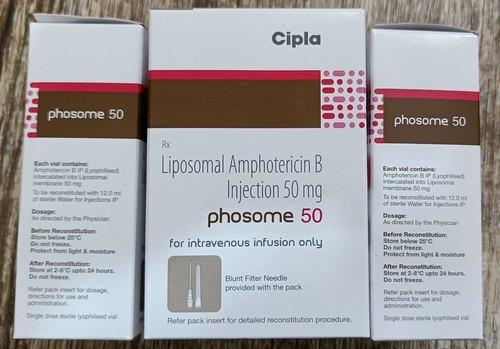 phosome 50
Each vial contains:
Amphotericin B IP (Lyophilised)
intercalated into Liposomal
membrane 50 mg
To be reconstituted with 12.0 ml
of sterile Water for Injections IP
Dosage:
As directed by the Physician
Before Reconstitution:
Store below 25°C
Do not freeze.
Protect from light & moisture
After Reconstitution:
Store at 2-8°C upto 24 hours.
Do not freeze.
Refer pack insert for dosage,
directions for use and
administration.
Single dose sterile lyophilised vial
Cipla
Rx
Liposomal Amphotericin B
Injection 50 mg
phosome 50
for intravenous infusion only
Blunt Filter Needle
provided with the pack
Refer pack insert for detailed reconstitution procedure.
phosome 50
Each vial contains:
Amphotericin B IP (Lyophilised)
intercalated into Liposomal
membrane 50 mg
To be reconstituted with 12.0 ml
of sterile Water for Injections IP
Dosage:
As directed by the Physician
Before Reconstitution:
Store below 25°C
Do not freeze.
Protect from light & moisture
After Reconstitution:
Store at 2-8°C upto 24 hours.
Do not freeze.
Refer pack insert for dosage,
directions for use and
administration.
Single dose sterile lyophilised vial